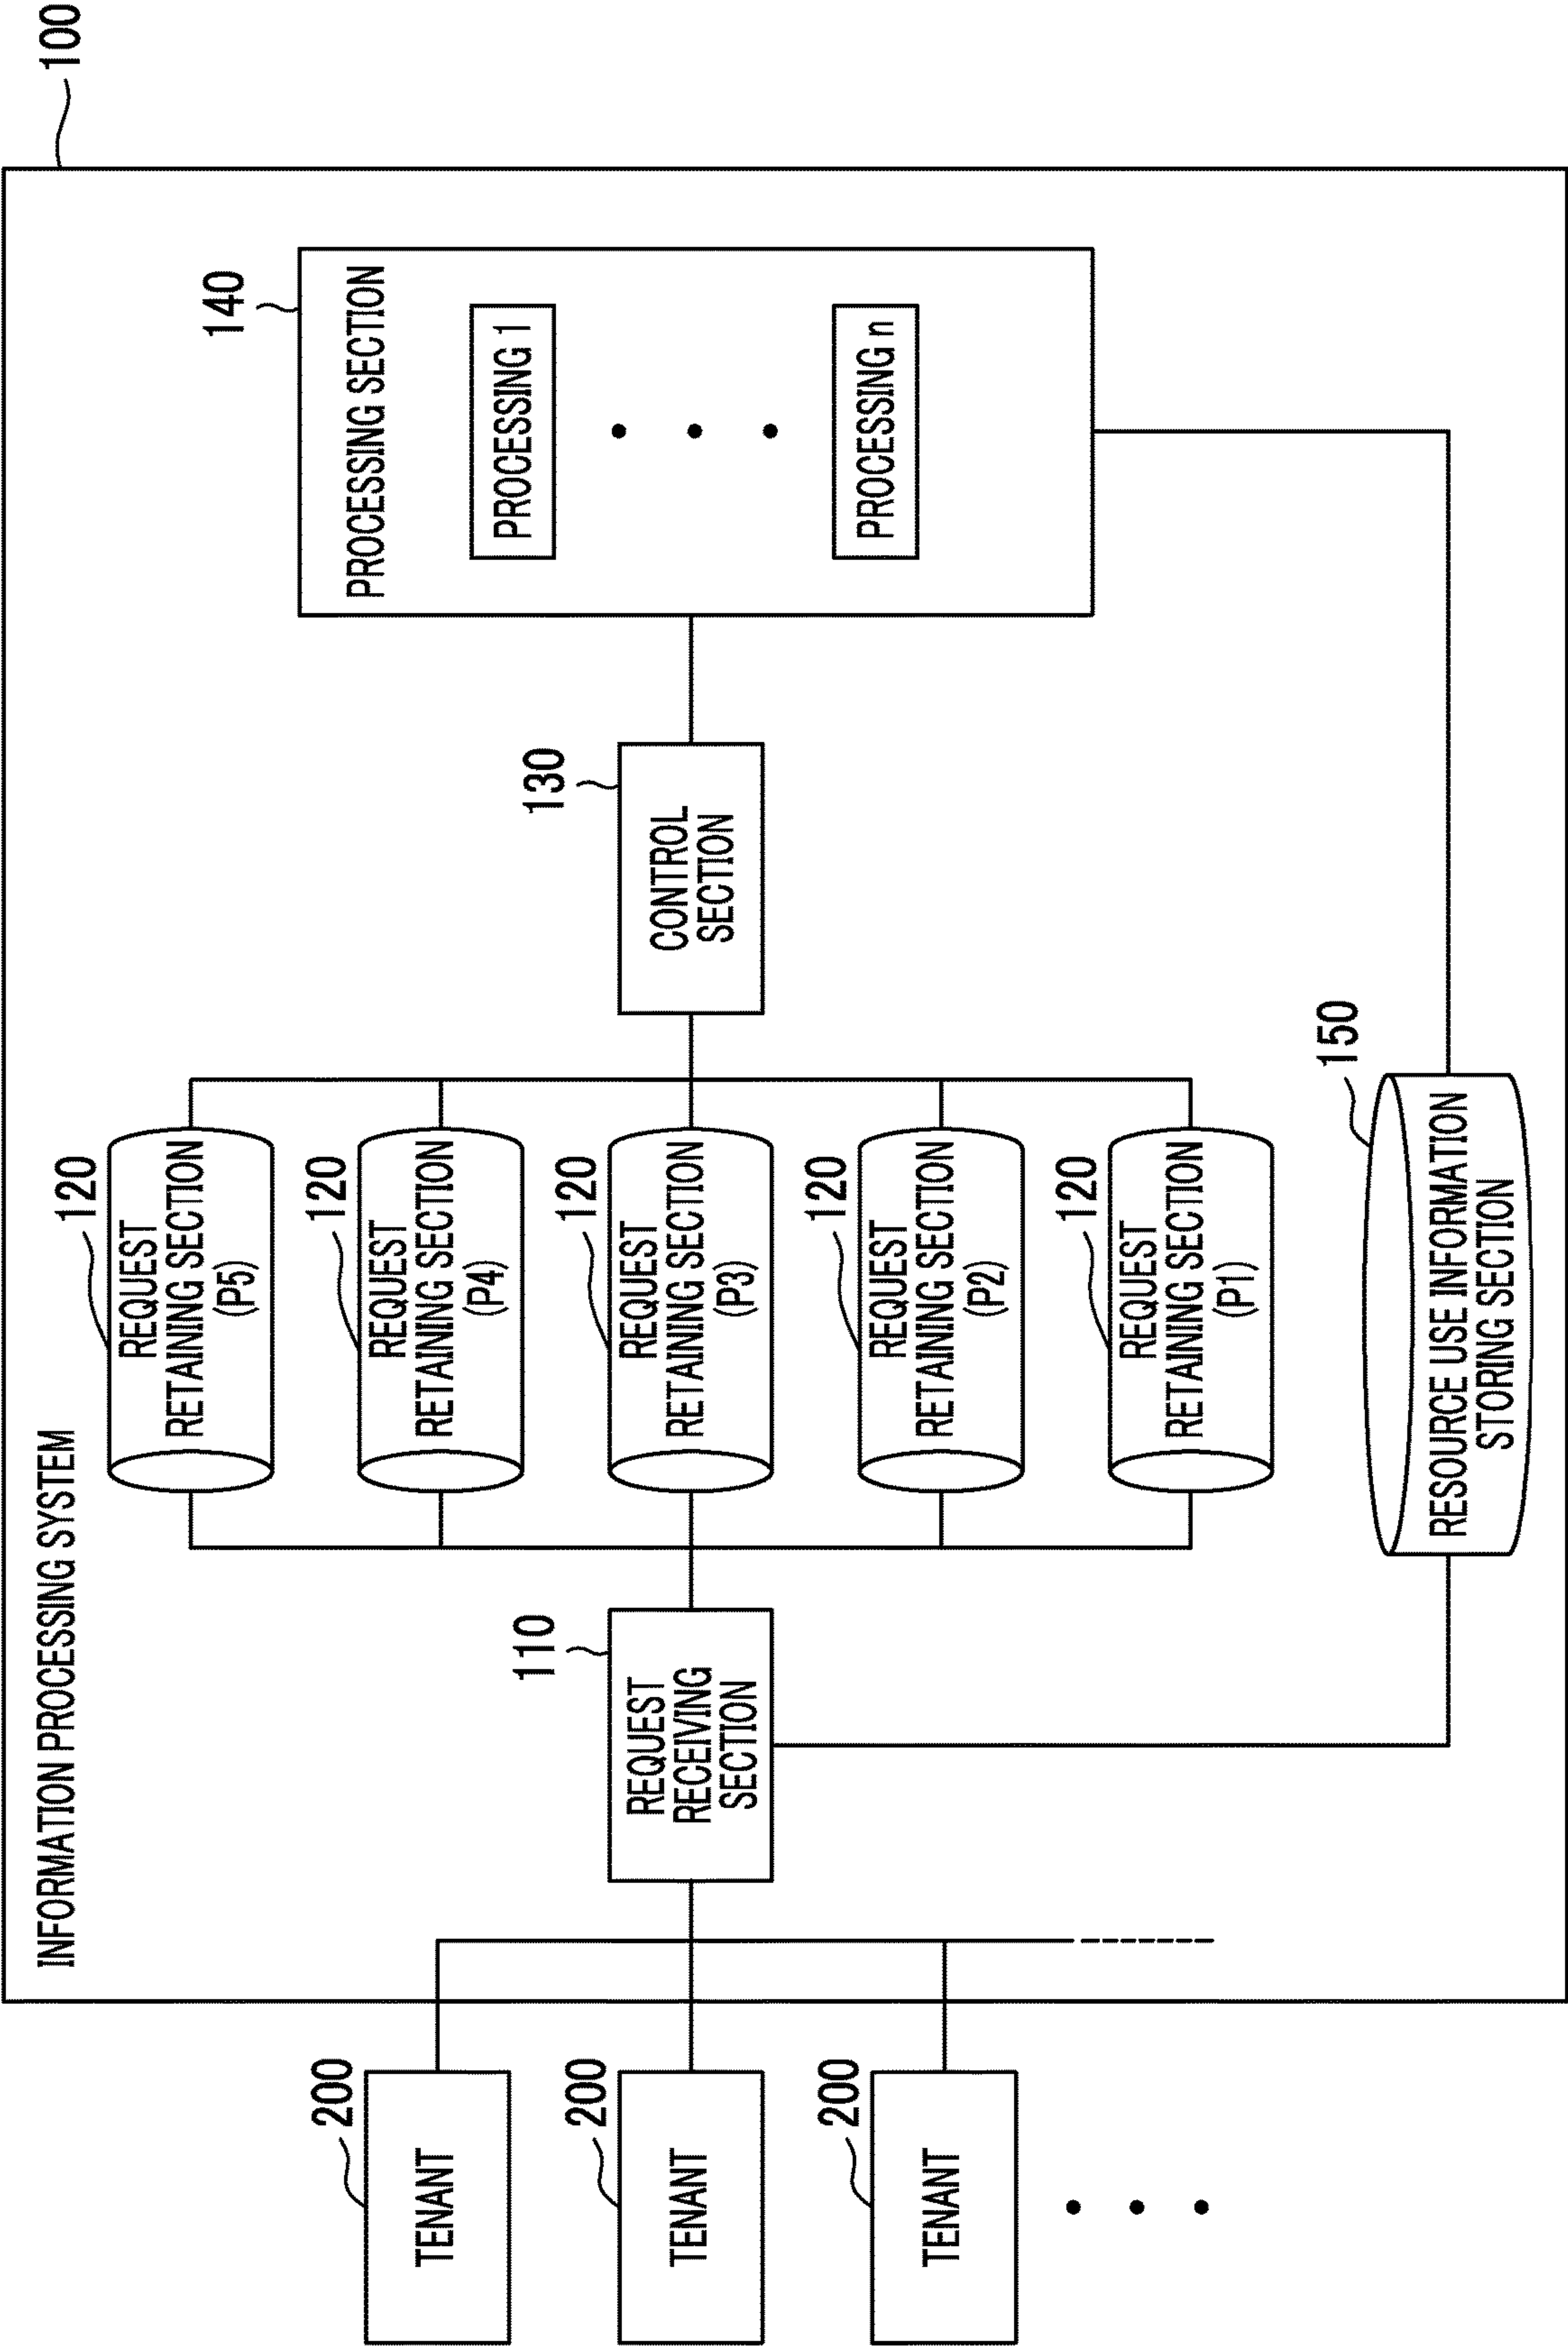 100
INFORMATION PROCESSING SYSTEM
200
TENANT
200
TENANT
200
TENANT
110
REQUEST
RECEIVING
SECTION
120
REQUEST
RETAINING SECTION
(P5)
120
REQUEST
RETAINING SECTION
(P4)
120
REQUEST
RETAINING SECTION
(P3)
120
REQUEST
RETAINING SECTION
(P2)
120
REQUEST
RETAINING SECTION
(P1)
130
CONTROL
SECTION
140
PROCESSING SECTION
PROCESSING 1
PROCESSING n
150
RESOURCE USE INFORMATION
STORING SECTION